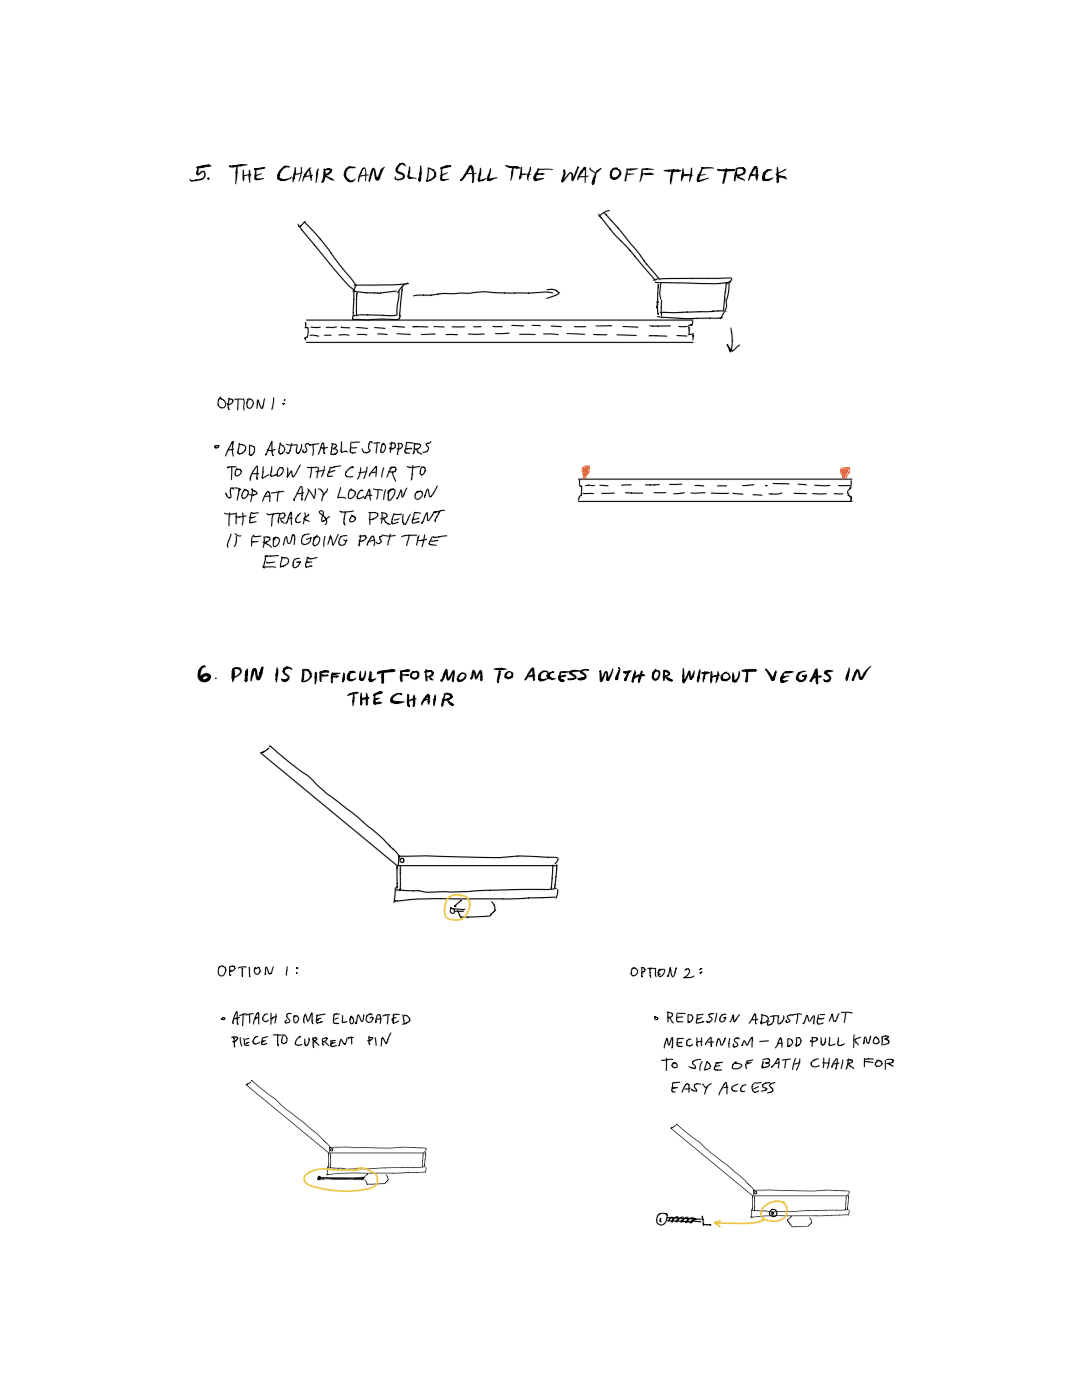 5. THE CHAIR CAN SLIDE ALL THE WAY OFF THE TRACK
OPTION 1:
• ADD ADJUSTABLE STOPPERS
TO ALLOW THE CHAIR TO
STOP AT ANY LOCATION ON
THE TRACK & TO PREVENT
IT FROM GOING PAST THE
EDGE
6. PIN IS DIFFICULT FOR MOM TO ACCESS WITH OR WITHOUT VEGAS IN
THE CHAIR
OPTION 1:
• ATTACH SOME ELONGATED
PIECE TO CURRENT PIN
OPTION 2:
• REDESIGN ADJUSTMENT
MECHANISM – ADD PULL KNOB
TO SIDE OF BATH CHAIR FOR
EASY ACCESS